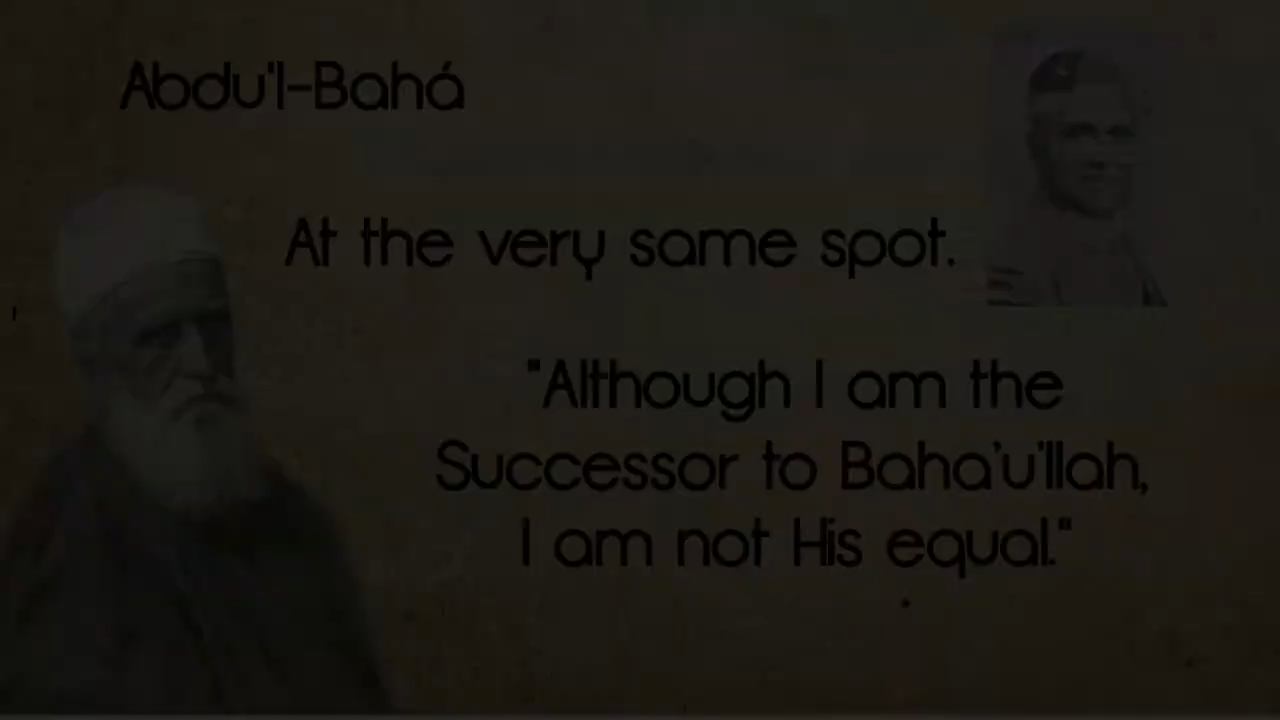 Abdu'l-Bahá
At the very same spot.
"Although I am the
Successor to Baha'u'llah,
I am not His equal."